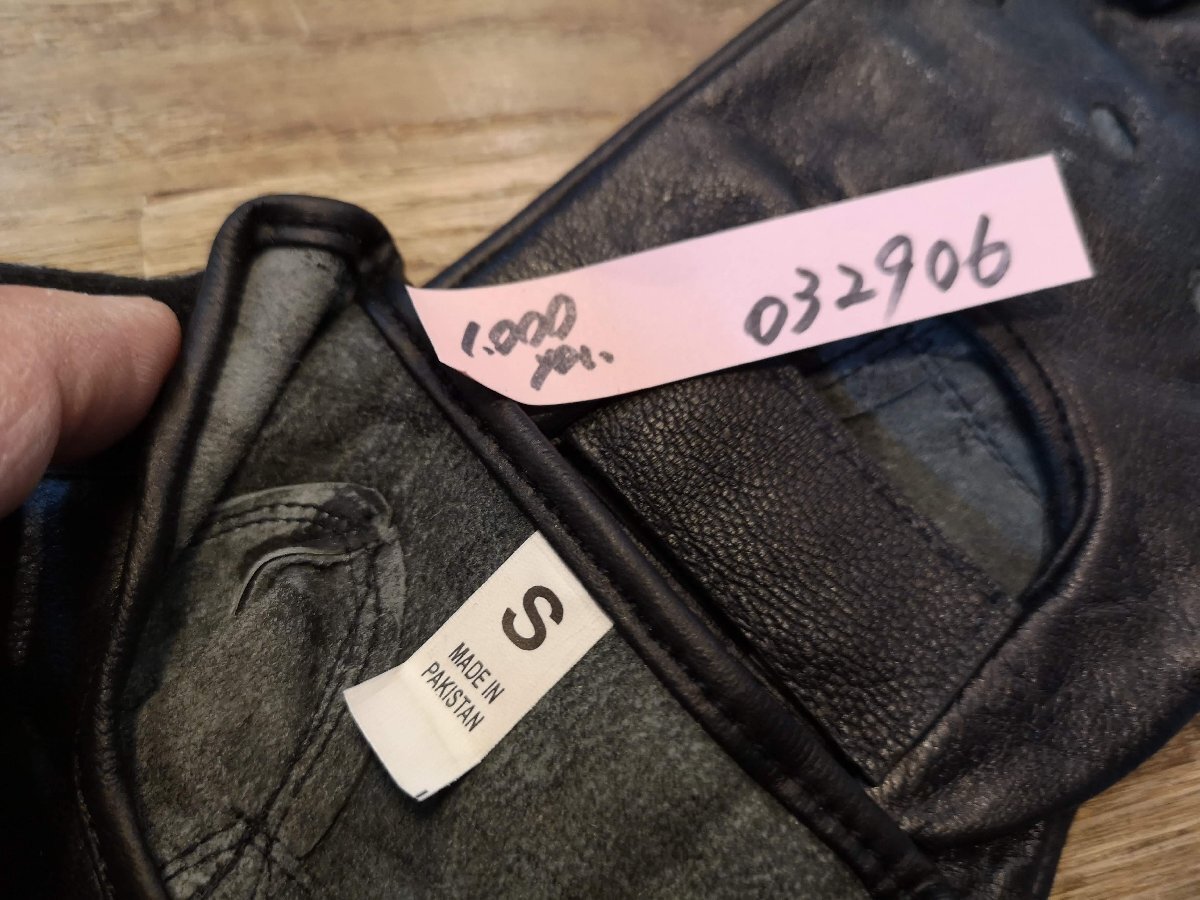 1.000
yen.
032906
S
MADE IN
PAKISTAN